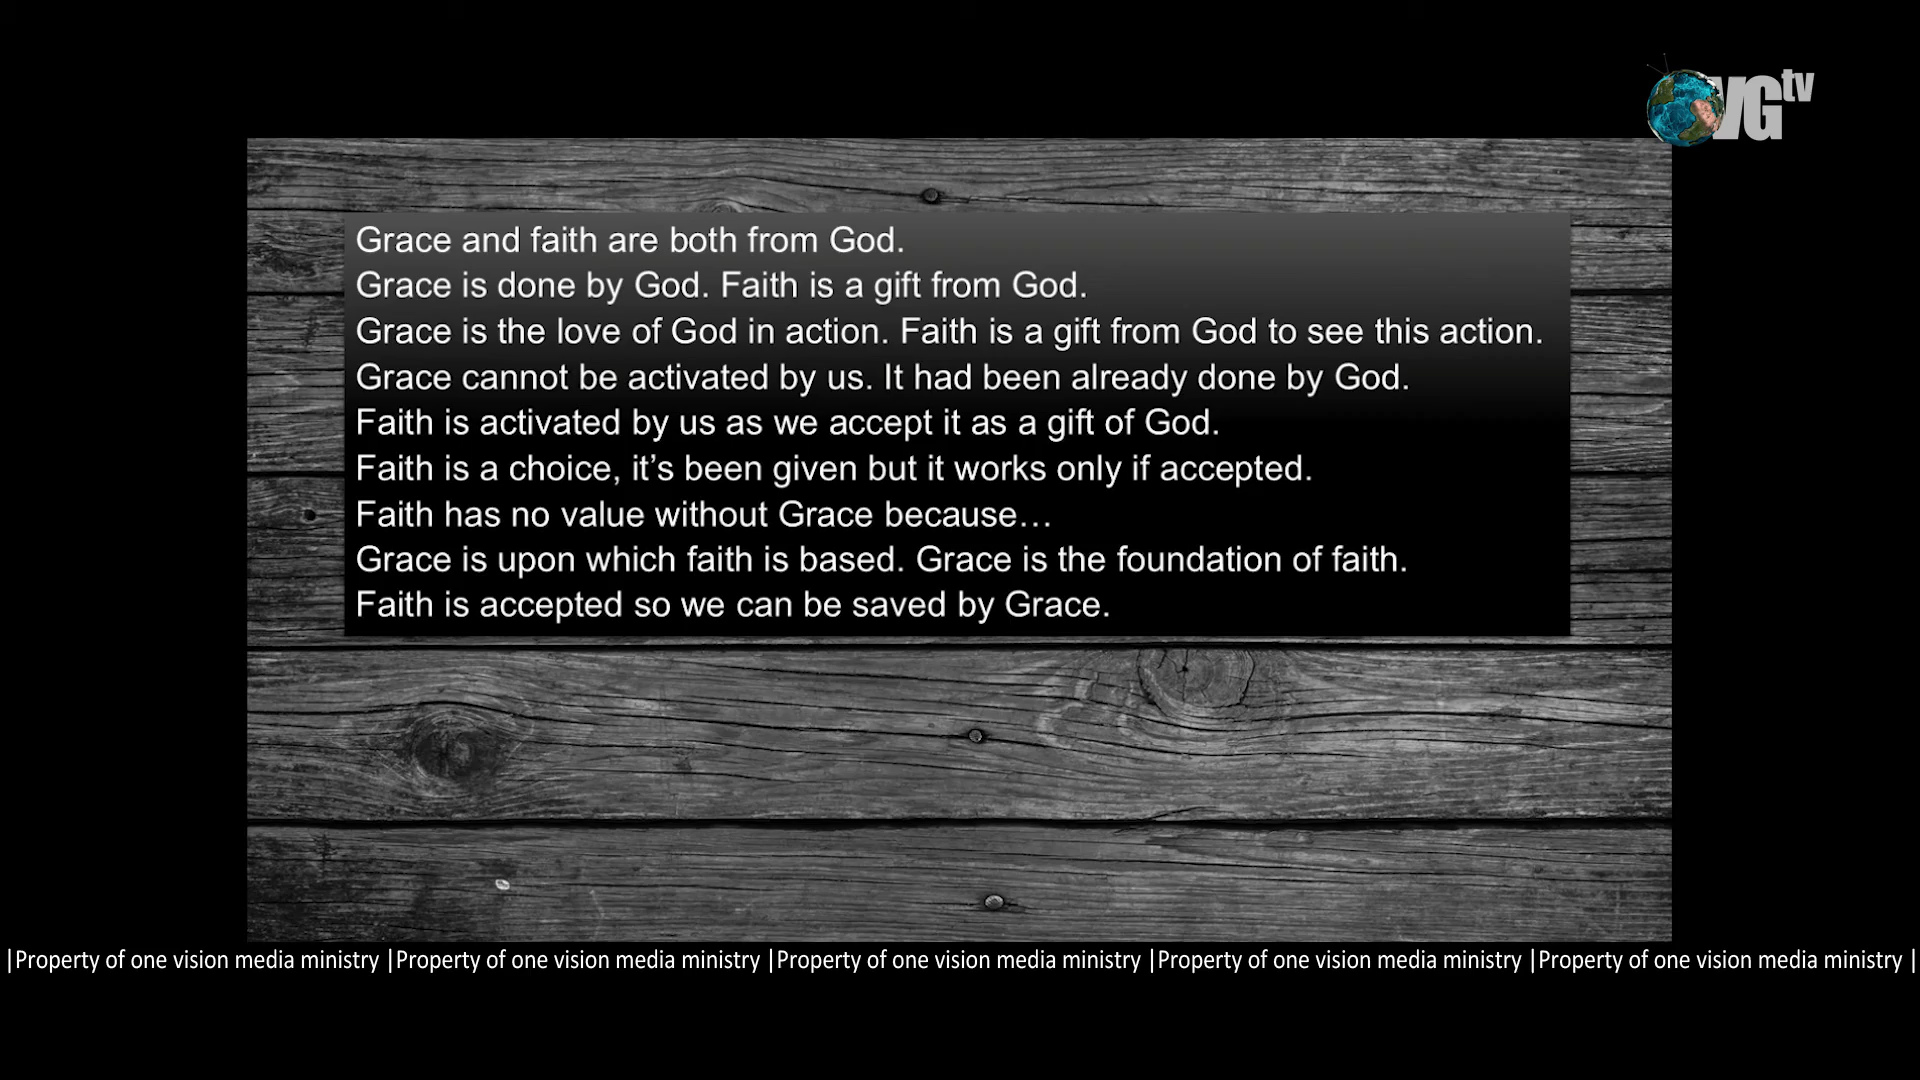 VGtv
Grace and faith are both from God.
Grace is done by God. Faith is a gift from God.
Grace is the love of God in action. Faith is a gift from God to see this action.
Grace cannot be activated by us. It had been already done by God.
Faith is activated by us as we accept it as a gift of God.
Faith is a choice, it’s been given but it works only if accepted.
Faith has no value without Grace because…
Grace is upon which faith is based. Grace is the foundation of faith.
Faith is accepted so we can be saved by Grace.
|Property of one vision media ministry |Property of one vision media ministry |Property of one vision media ministry |Property of one vision media ministry |Property of one vision media ministry |